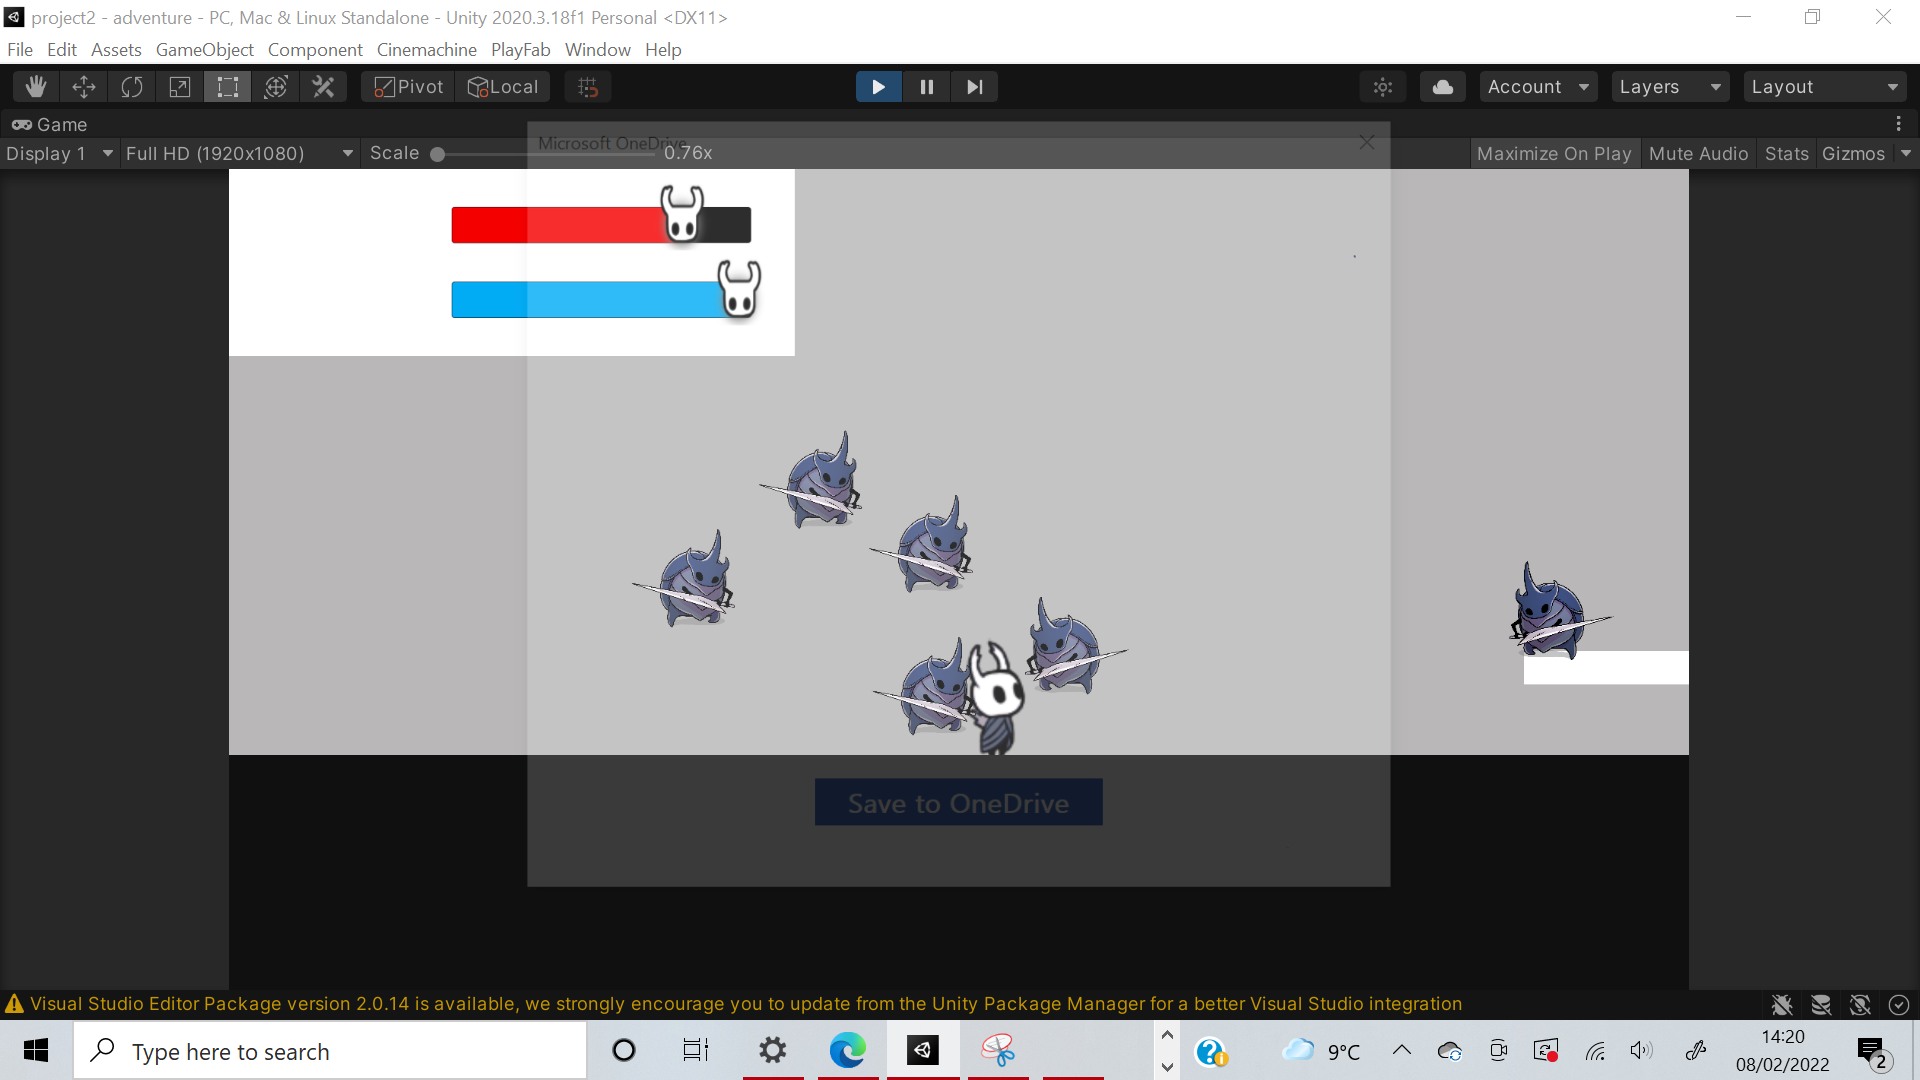 project2 - adventure - PC, Mac & Linux Standalone - Unity 2020.3.18f1 Personal <DX11>
File Edit Assets GameObject Component Cinemachine PlayFab Window Help
Pivot Local Account Layers Layout
Game
Microsoft OneDrive
Display 1 Full HD (1920x1080) Scale 0.76x Maximize On Play Mute Audio Stats Gizmos
Save to OneDrive
Visual Studio Editor Package version 2.0.14 is available, we strongly encourage you to update from the Unity Package Manager for a better Visual Studio integration
Type here to search
9°C
14:20
08/02/2022
2